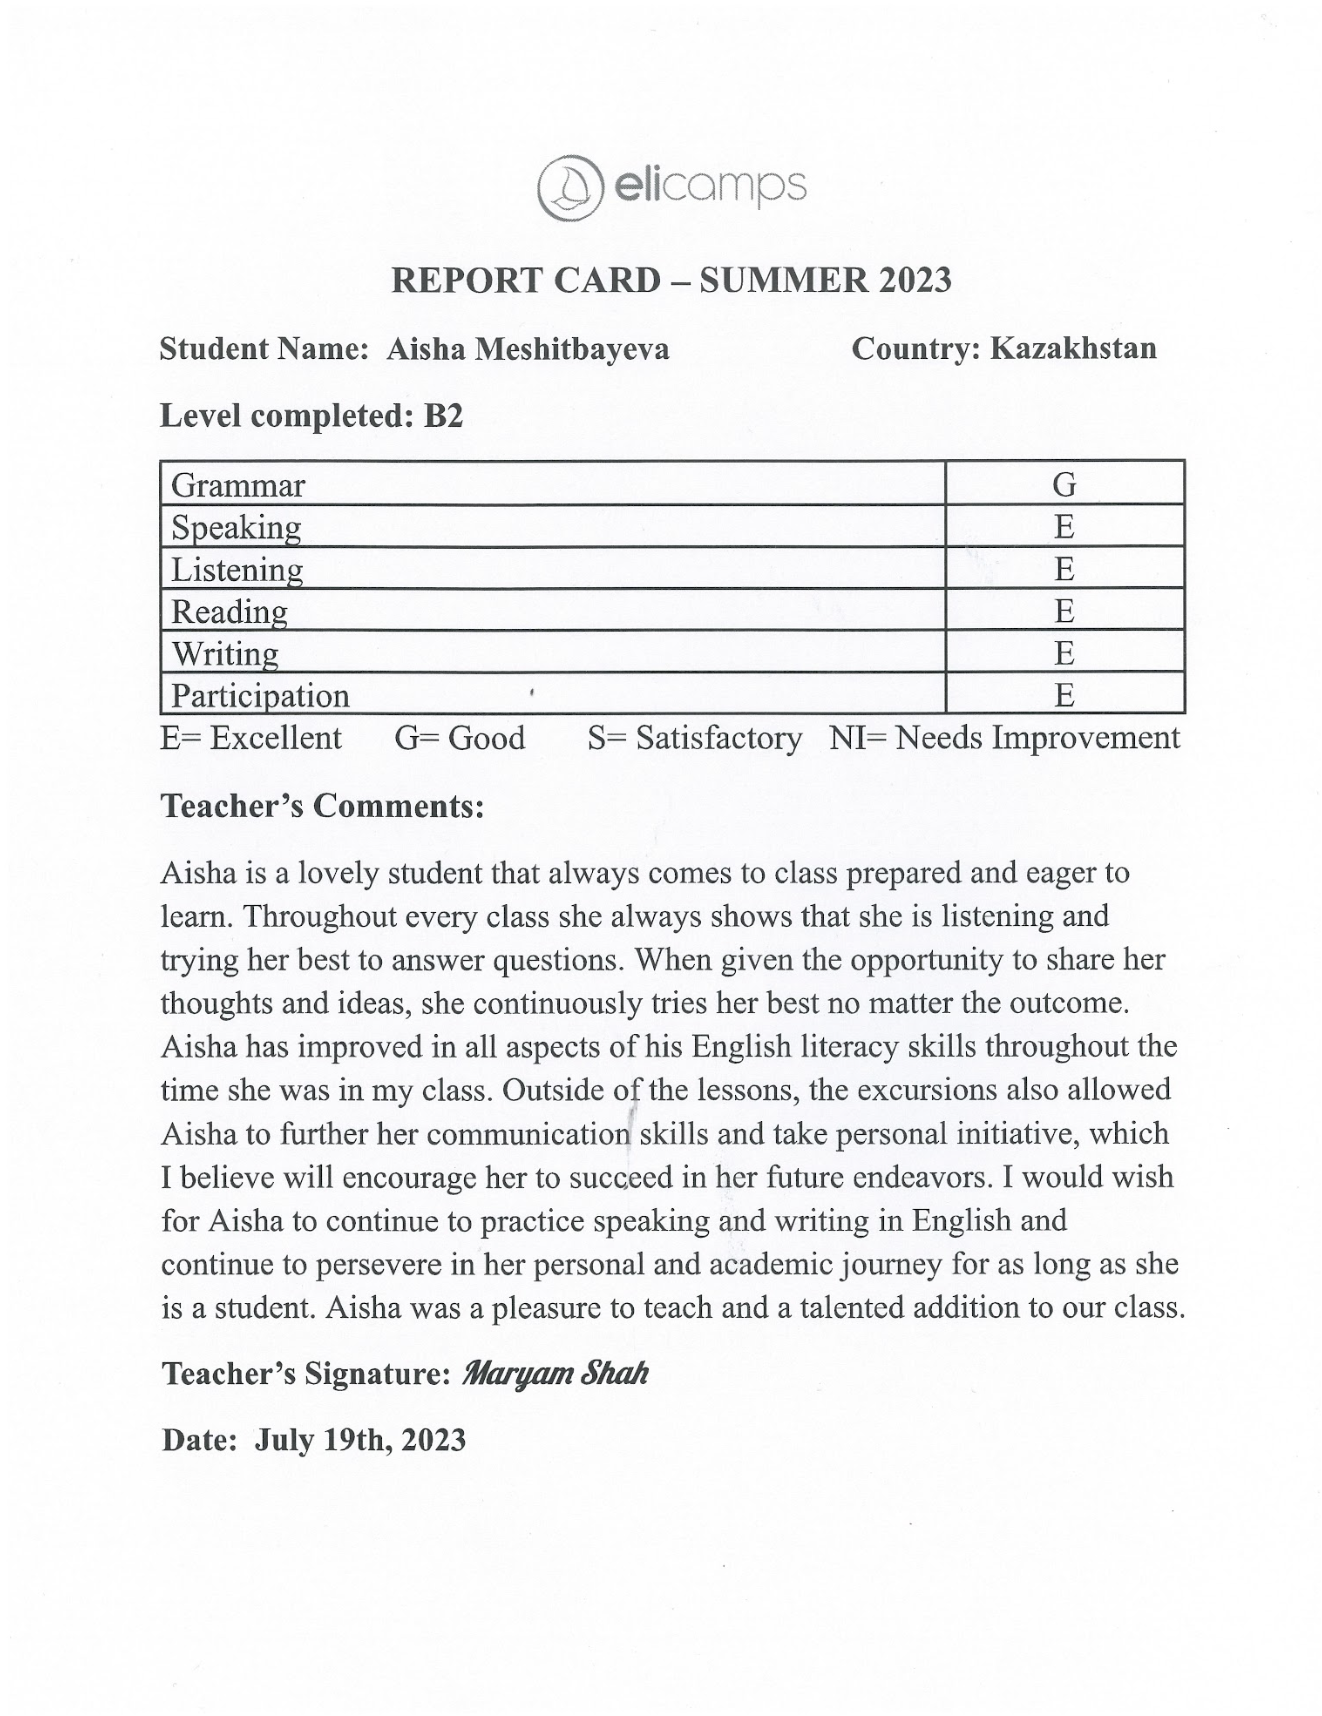 elicamps
REPORT CARD – SUMMER 2023
Student Name: Aisha Meshitbayeva Country: Kazakhstan
Level completed: B2
Grammar G
Speaking E
Listening E
Reading E
Writing E
Participation E
E= Excellent G= Good S= Satisfactory NI= Needs Improvement
Teacher’s Comments:
Aisha is a lovely student that always comes to class prepared and eager to
learn. Throughout every class she always shows that she is listening and
trying her best to answer questions. When given the opportunity to share her
thoughts and ideas, she continuously tries her best no matter the outcome.
Aisha has improved in all aspects of his English literacy skills throughout the
time she was in my class. Outside of the lessons, the excursions also allowed
Aisha to further her communication skills and take personal initiative, which
I believe will encourage her to succeed in her future endeavors. I would wish
for Aisha to continue to practice speaking and writing in English and
continue to persevere in her personal and academic journey for as long as she
is a student. Aisha was a pleasure to teach and a talented addition to our class.
Teacher’s Signature: Maryam Shah
Date: July 19th, 2023